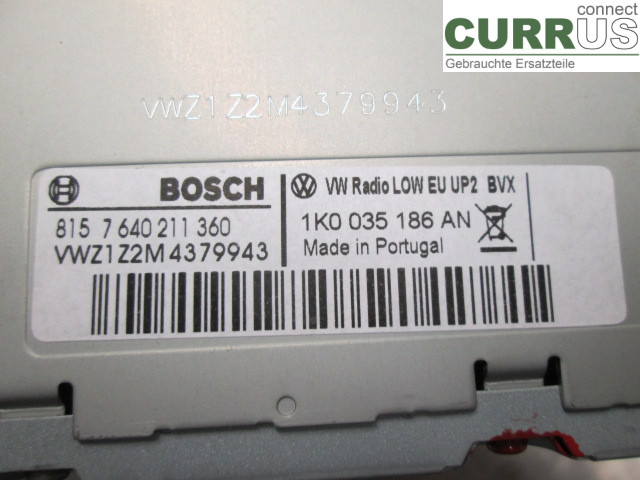 connect
CURRUS
Gebrauchte Ersatzteile
VWZ1Z2M4379943
BOSCH
VW Radio LOW EU UP2 BVX
815 7 640 211 360
1K0 035 186 AN
VWZ1Z2M4379943
Made in Portugal